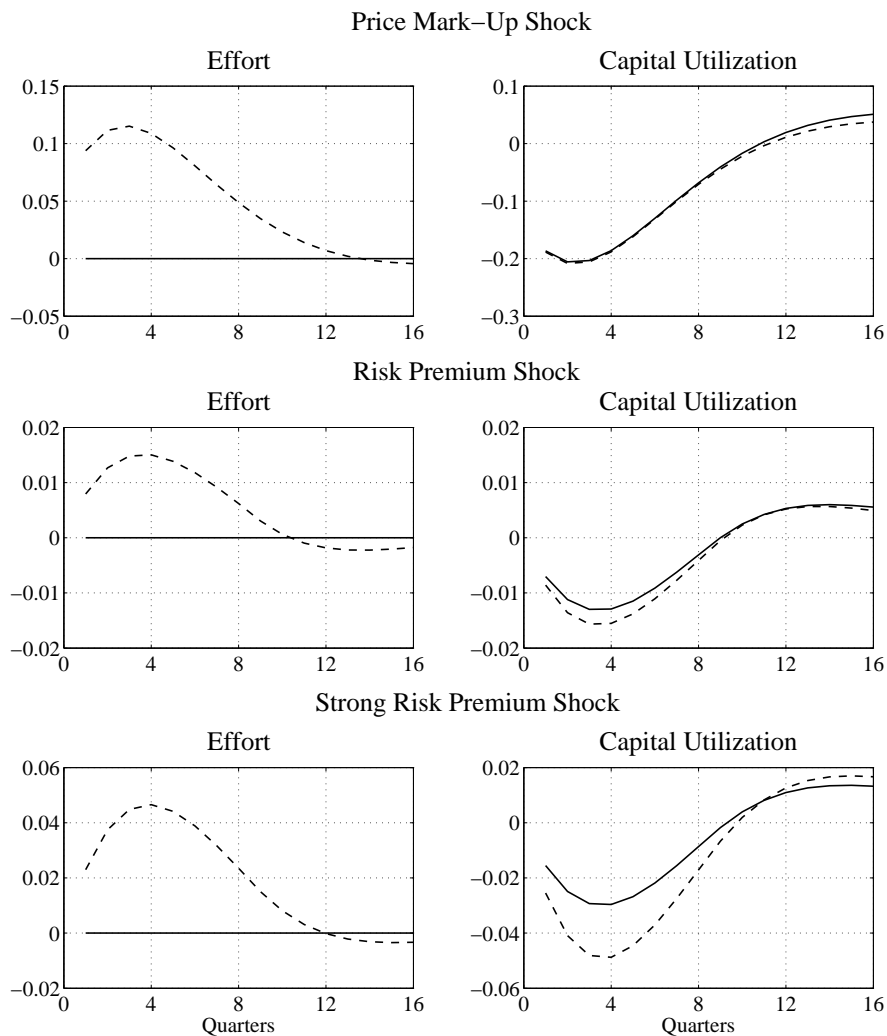 Price Mark–Up Shock
Effort
Capital Utilization
0.15
0.1
0.05
0
−0.05
0 4 8 12 16
0.1
0
−0.1
−0.2
−0.3
0 4 8 12 16
Risk Premium Shock
Effort
Capital Utilization
0.02
0.01
0
−0.01
−0.02
0 4 8 12 16
0.02
0.01
0
−0.01
−0.02
0 4 8 12 16
Strong Risk Premium Shock
Effort
Capital Utilization
0.06
0.04
0.02
0
−0.02
0 4 8 12 16
Quarters
0.02
0
−0.02
−0.04
−0.06
0 4 8 12 16
Quarters